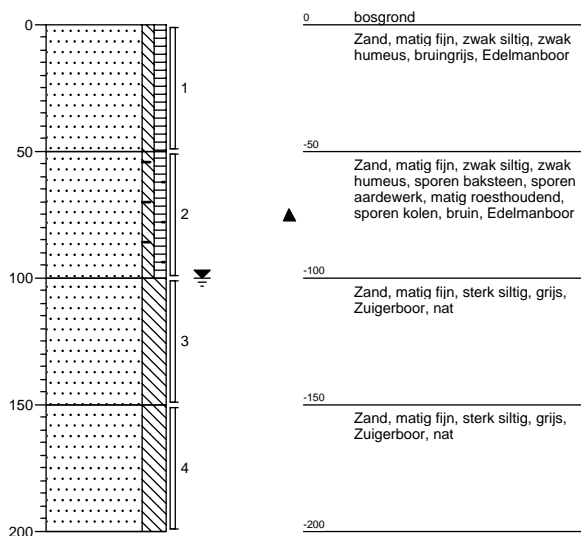 0
50
100
150
200
1
2
3
4
0
bosgrond
Zand, matig fijn, zwak siltig, zwak
humeus, bruingrijs, Edelmanboor
-50
Zand, matig fijn, zwak siltig, zwak
humeus, sporen baksteen, sporen
aardewerk, matig roesthoudend,
sporen kolen, bruin, Edelmanboor
-100
Zand, matig fijn, sterk siltig, grijs,
Zuigerboor, nat
-150
Zand, matig fijn, sterk siltig, grijs,
Zuigerboor, nat
-200